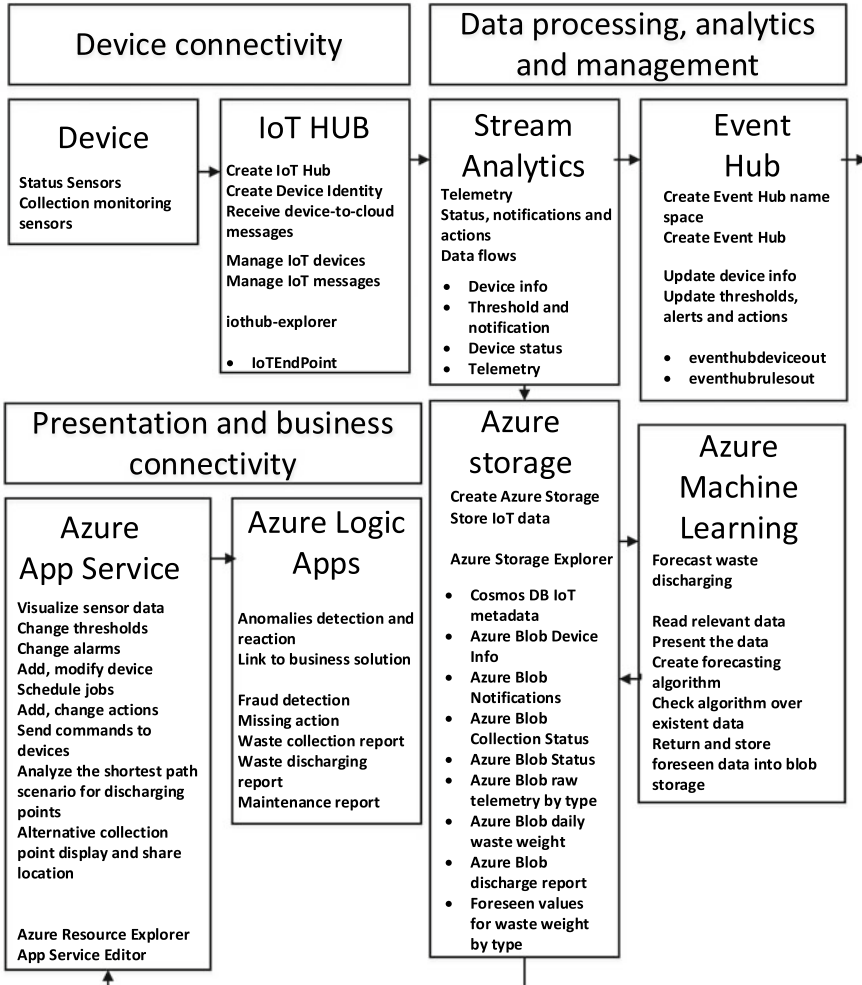 Device connectivity
Data processing, analytics
and management
Device
Status Sensors
Collection monitoring
sensors
IoT HUB
Create IoT Hub
Create Device Identity
Receive device-to-cloud
messages
Manage IoT devices
Manage IoT messages
iothub-explorer
• IoTEndPoint
Stream
Analytics
Telemetry
Status, notifications and
actions
Data flows
• Device info
• Threshold and
notification
• Device status
• Telemetry
Event
Hub
Create Event Hub name
space
Create Event Hub
Update device info
Update thresholds,
alerts and actions
• eventhubdeviceout
• eventhubrulesout
Presentation and business
connectivity
Azure
App Service
Visualize sensor data
Change thresholds
Change alarms
Add, modify device
Schedule jobs
Add, change actions
Send commands to
devices
Analyze the shortest path
scenario for discharging
points
Alternative collection
point display and share
location
Azure Resource Explorer
App Service Editor
Azure Logic
Apps
Anomalies detection and
reaction
Link to business solution
Fraud detection
Missing action
Waste collection report
Waste discharging
report
Maintenance report
Azure
storage
Create Azure Storage
Store IoT data
Azure Storage Explorer
• Cosmos DB IoT
metadata
• Azure Blob Device
Info
• Azure Blob
Notifications
• Azure Blob
Collection Status
• Azure Blob Status
• Azure Blob raw
telemetry by type
• Azure Blob daily
waste weight
• Azure Blob
discharge report
• Foreseen values
for waste weight
by type
Azure
Machine
Learning
Forecast waste
discharging
Read relevant data
Present the data
Create forecasting
algorithm
Check algorithm over
existent data
Return and store
foreseen data into blob
storage